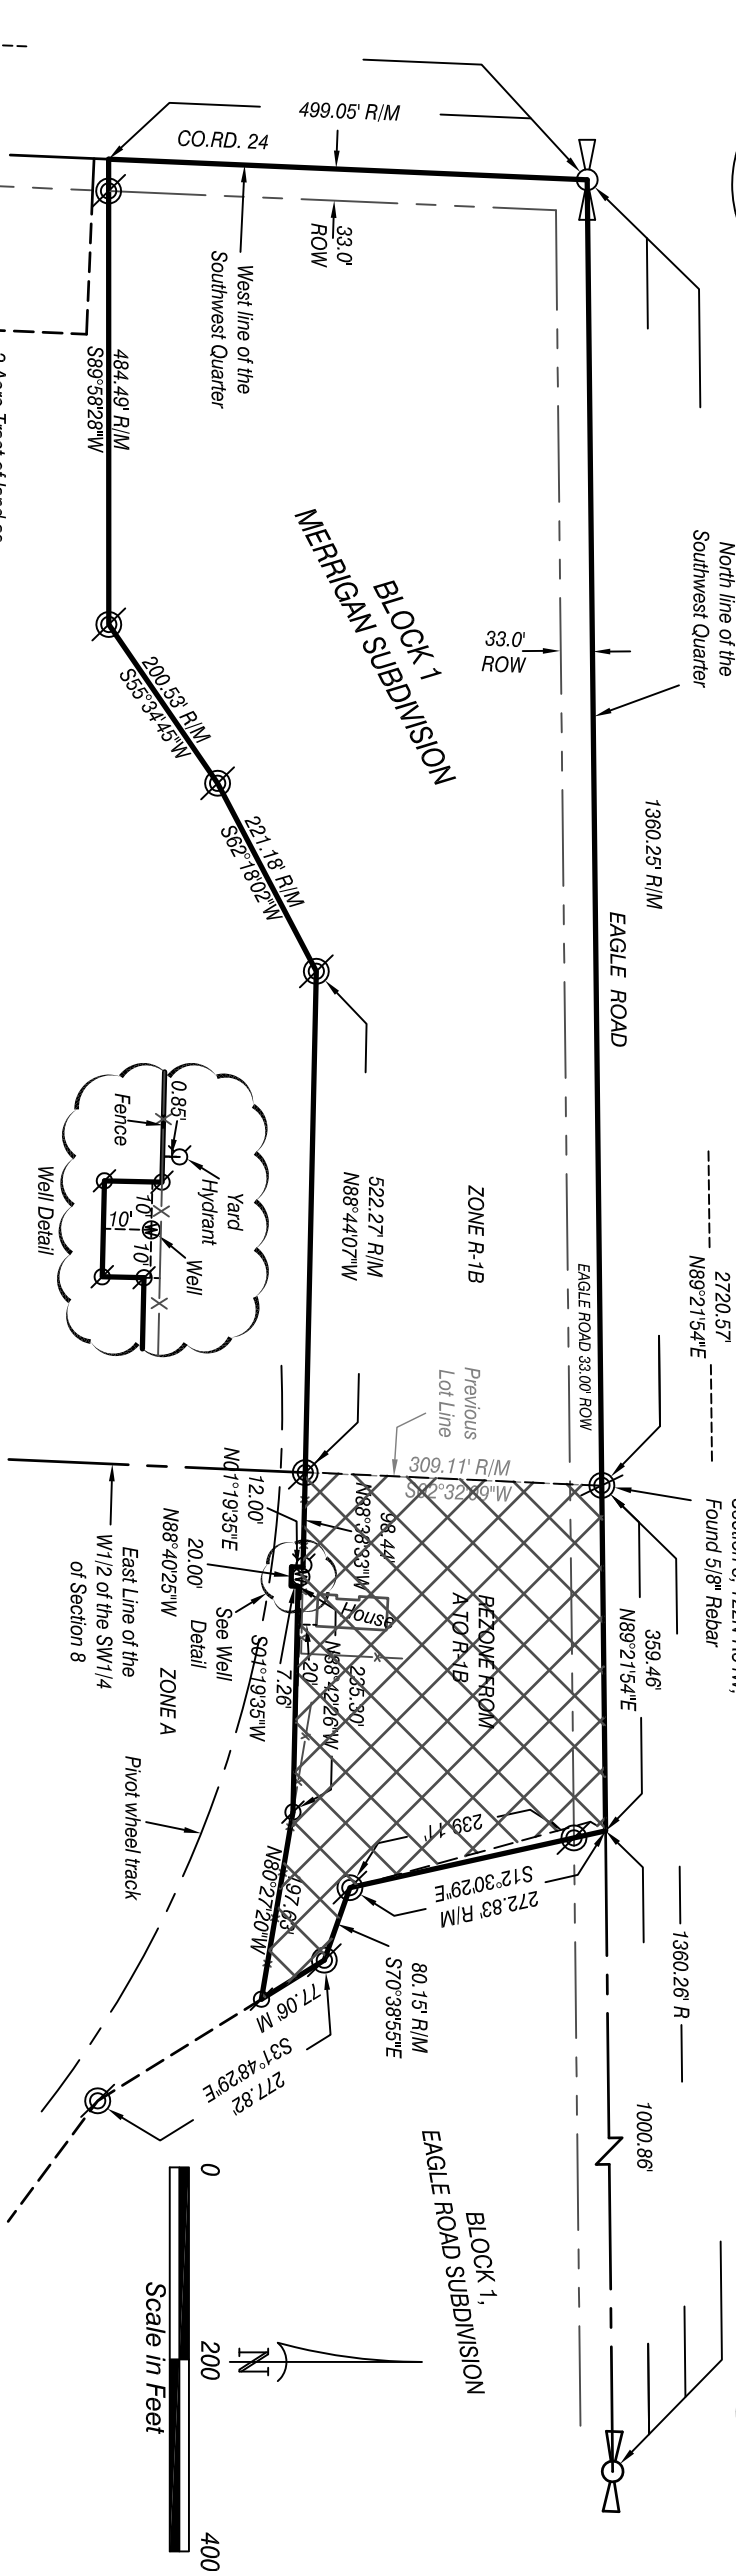 499.05' R/M
CO.RD. 24
33.0'
ROW
West line of the
Southwest Quarter
484.49' R/M
S89°58'28"W
North line of the
Southwest Quarter
33.0'
ROW
BLOCK 1
MERRIGAN SUBDIVISION
200.53' R/M
S55°34'45"W
221.18' R/M
S62°18'02"W
1360.25' R/M
EAGLE ROAD
0.85'
Fence
Yard
Hydrant
Well
10'
10'
10'
W
Well Detail
522.27' R/M
N88°44'07"W
ZONE R-1B
EAGLE ROAD 33.00' ROW
2720.57'
N89°21'54"E
Previous
Lot Line
309.11' R/M
S02°32'09"W
Found 5/8" Rebar
359.46'
N89°21'54"E
98.44'
N88°38'33"W
12.00'
N01°19'35"E
20.00'
N88°40'25"W
See Well
Detail
7.26'
S01°19'35"W
House
20'
225.30'
N88°42'26"W
REZONE FROM
A TO R-1B
East Line of the
W1/2 of the SW1/4
of Section 8
ZONE A
Pivot wheel track
197.63'
N80°27'20"W
239.11'
272.83' R/M
S12°30'29"E
80.15' R/M
S70°38'55"E
77.06' M
277.82'
S31°48'29"E
1360.26' R
1000.86'
BLOCK 1,
EAGLE ROAD SUBDIVISION
N
0 200 400
Scale in Feet